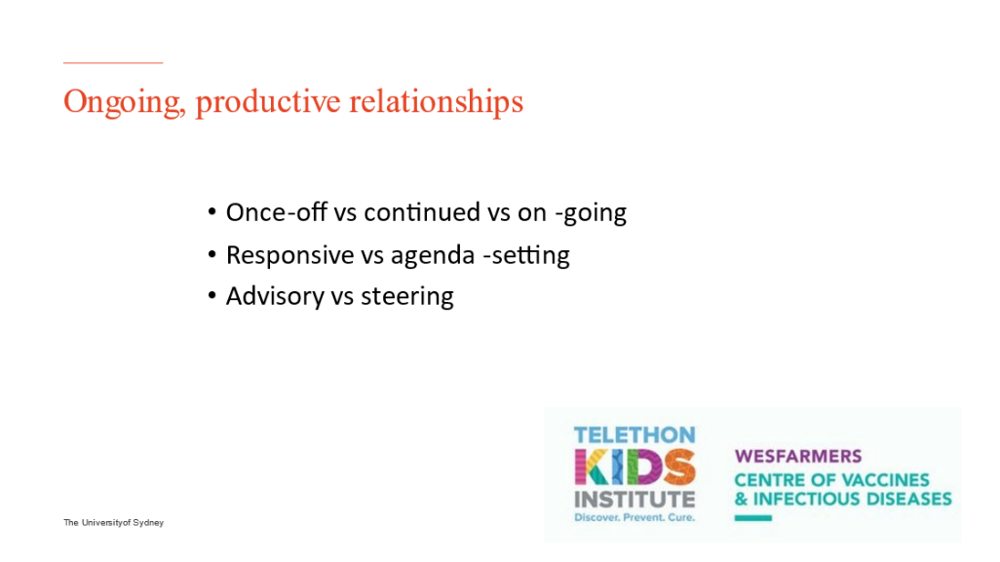 Ongoing, productive relationships
• Once-off vs continued vs on -going
• Responsive vs agenda -setting
• Advisory vs steering
TELETHON
KIDS
INSTITUTE
Discover. Prevent. Cure.
WESFARMERS
CENTRE OF VACCINES
& INFECTIOUS DISEASES
The Universityof Sydney